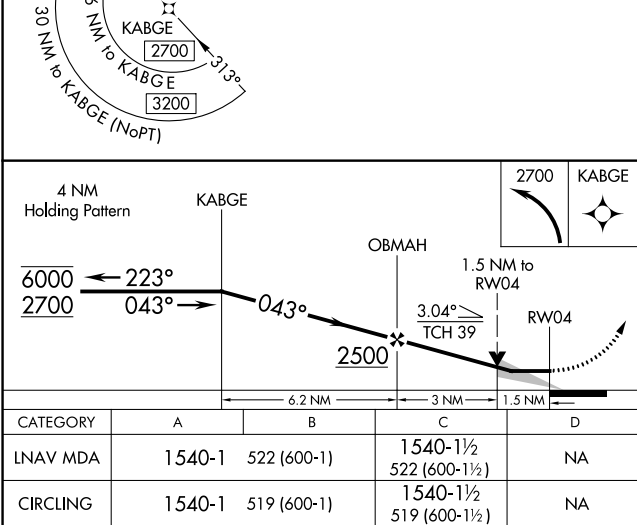 KABGE
2700
313°
30 NM to KABGE (NoPT)
NM to KABGE
3200
4 NM
Holding Pattern
KABGE
OBMAH
2700
KABGE
1.5 NM to
RW04
6000 223°
2700 043°
043°
3.04°
TCH 39
RW04
2500
6.2 NM 3 NM 1.5 NM
CATEGORY A B C D
LNAV MDA 1540-1 522 (600-1) 1540-1½ 522 (600-1½) NA
CIRCLING 1540-1 519 (600-1) 1540-1½ 519 (600-1½) NA